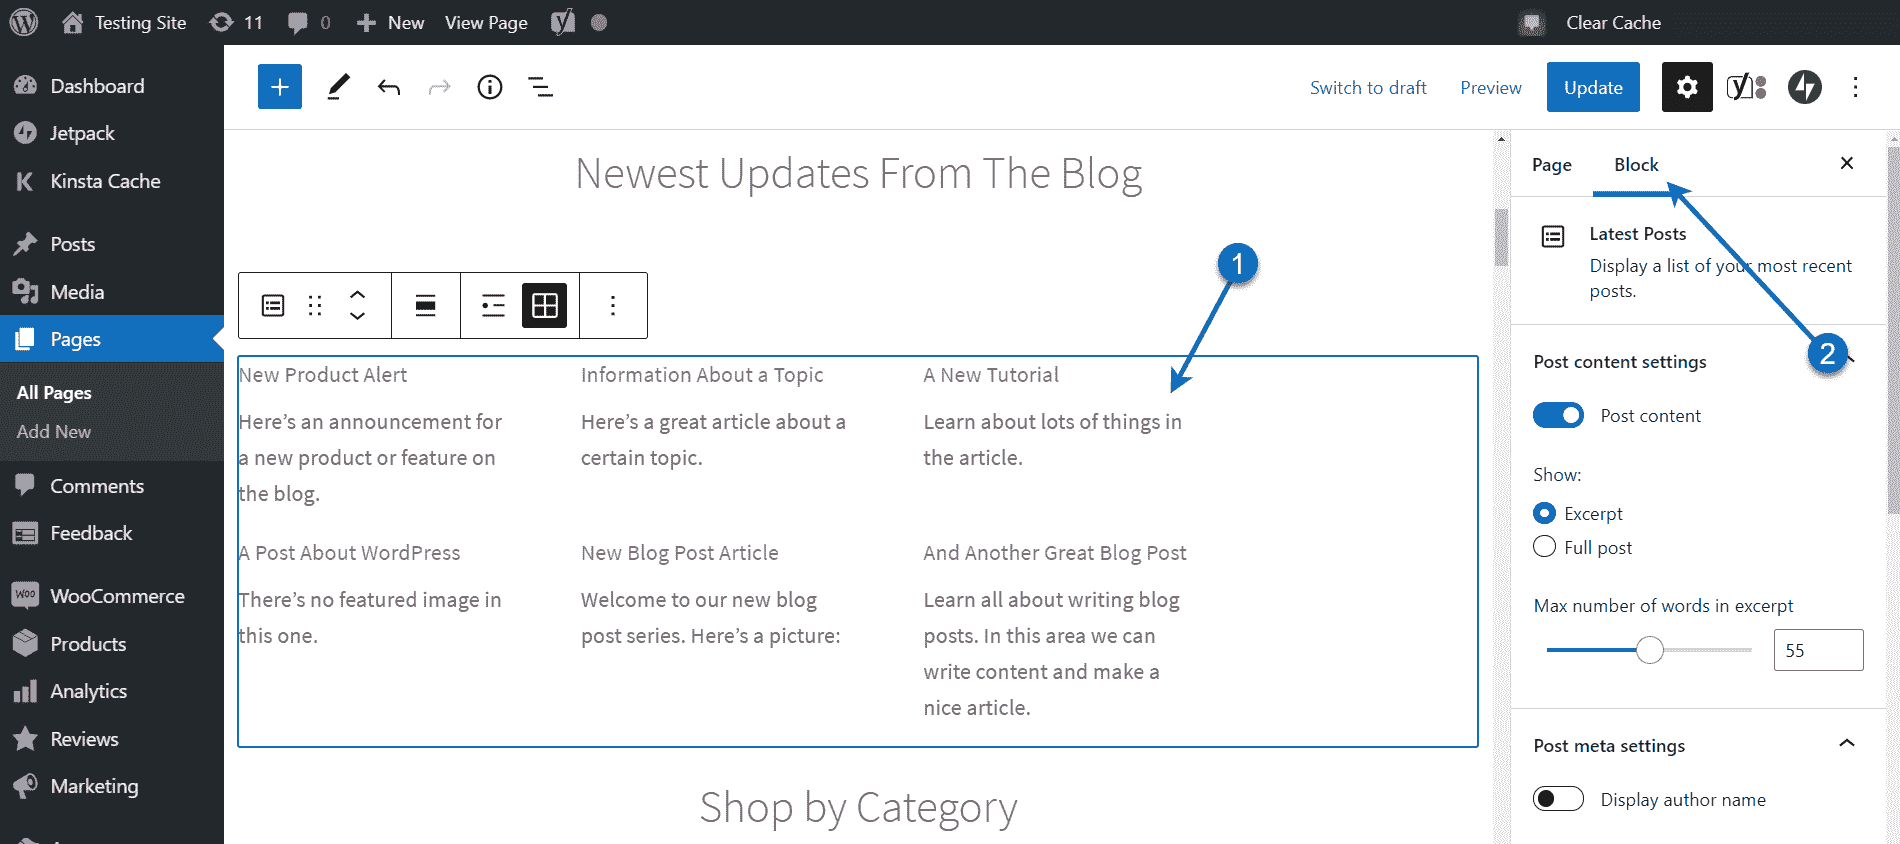 Testing Site 11 0 New View Page Clear Cache
Dashboard
Jetpack
Kinsta Cache
Posts
Media
Pages
All Pages
Add New
Comments
Feedback
Woo WooCommerce
Products
Analytics
Reviews
Marketing
Switch to draft Preview Update
Newest Updates From The Blog
1
New Product Alert
Here’s an announcement for
a new product or feature on
the blog.
Information About a Topic
Here’s a great article about a
certain topic.
A New Tutorial
Learn about lots of things in
the article.
A Post About WordPress
There’s no featured image in
this one.
New Blog Post Article
Welcome to our new blog
post series. Here’s a picture:
And Another Great Blog Post
Learn all about writing blog
posts. In this area we can
write content and make a
nice article.
Shop by Category
Page Block
Latest Posts
Display a list of your most recent
posts.
2
Post content settings
Post content
Show:
Excerpt
Full post
Max number of words in excerpt
55
Post meta settings
Display author name